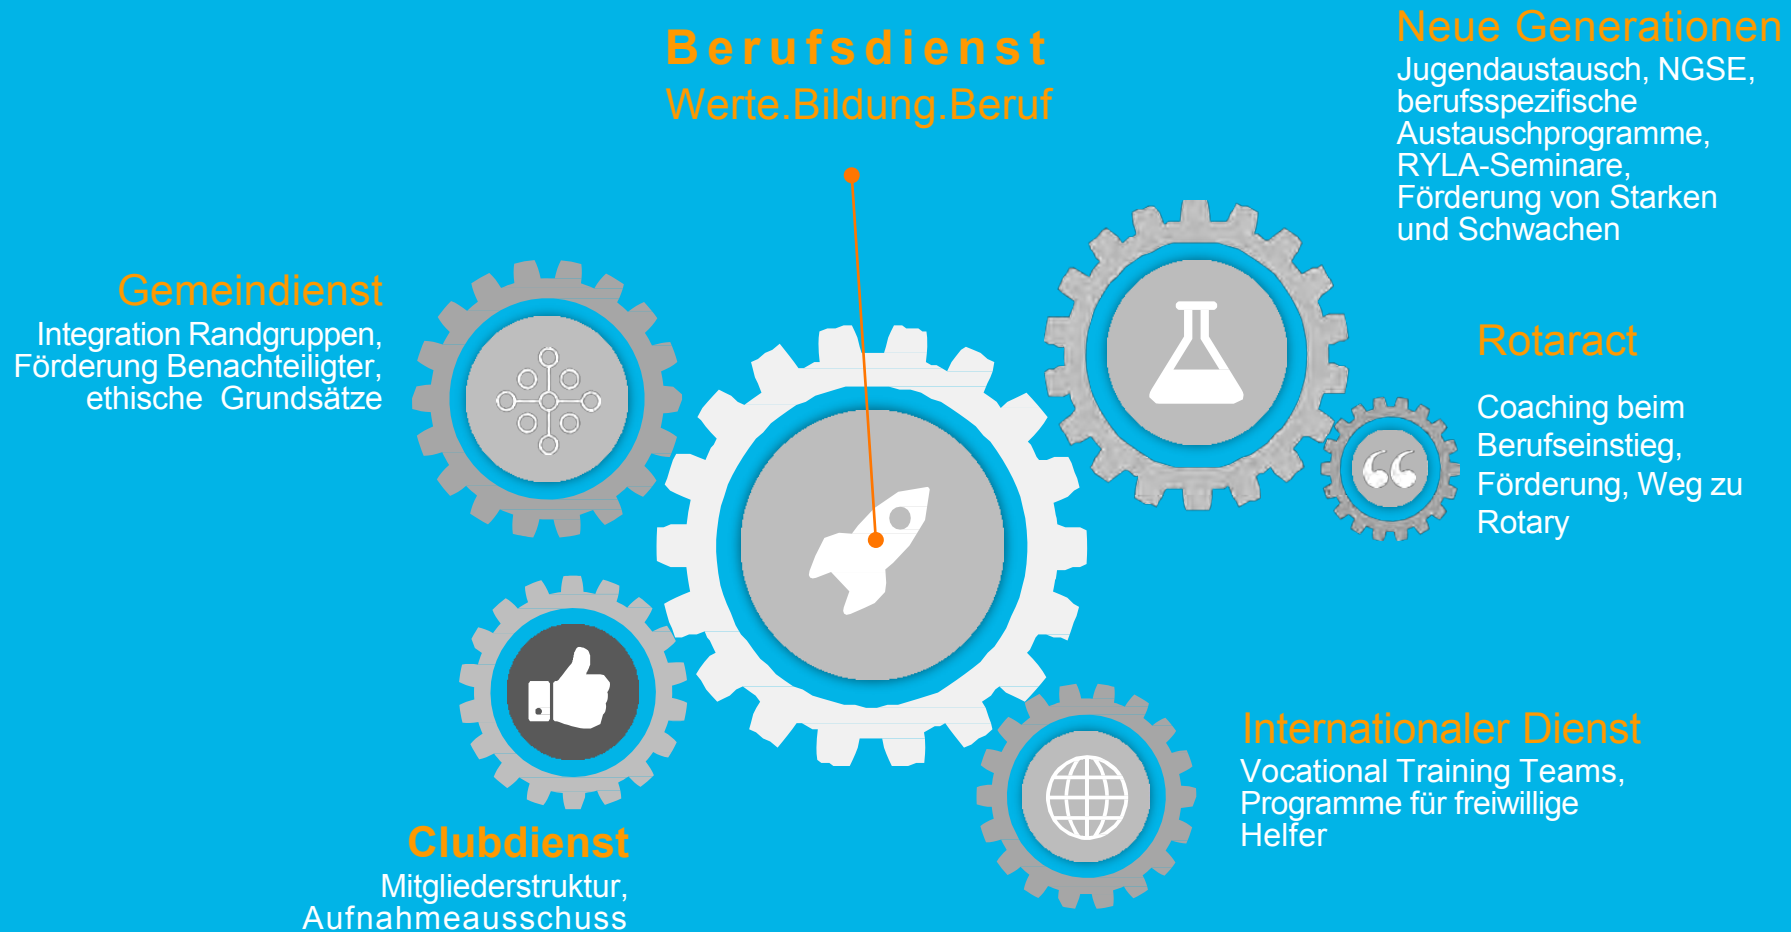 Berufsdienst
Werte.Bildung.Beruf
Neue Generationen
Jugendaustausch, NGSE,
berufsspezifische
Austauschprogramme,
RYLA-Seminare,
Förderung von Starken
und Schwachen
Gemeindienst
Integration Randgruppen,
Förderung Benachteiligter,
ethische Grundsätze
Rotaract
Coaching beim
Berufseinstieg,
Förderung, Weg zu
Rotary
Internationaler Dienst
Vocational Training Teams,
Programme für freiwillige
Helfer
Clubdienst
Mitgliederstruktur,
Aufnahmeausschuss